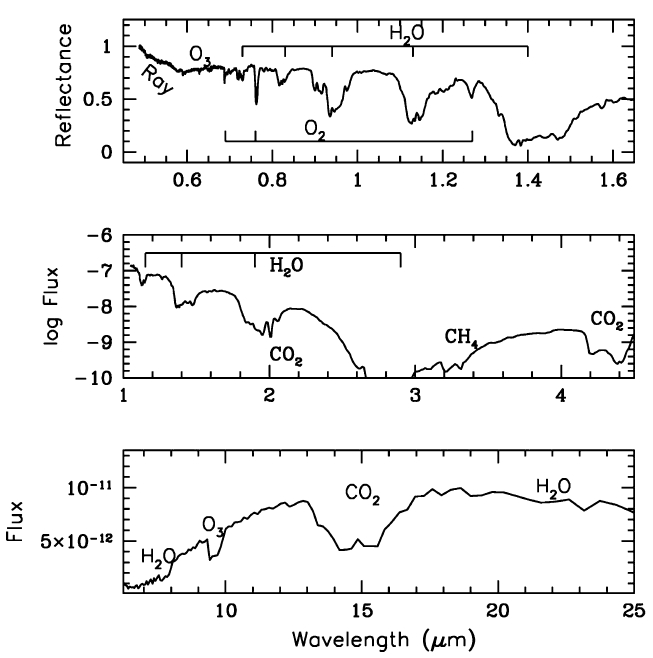 H₂O
1
O₃
Ray
Reflectance
0.5
O₂
0
0.6 0.8 1 1.2 1.4 1.6
-6
H₂O
-7
log Flux
-8
CO₂
CH₄
-9
CO₂
-10
1 2 3 4
10⁻¹¹
CO₂
H₂O
Flux
O₃
5×10⁻¹²
H₂O
10 15 20 25
Wavelength (μm)